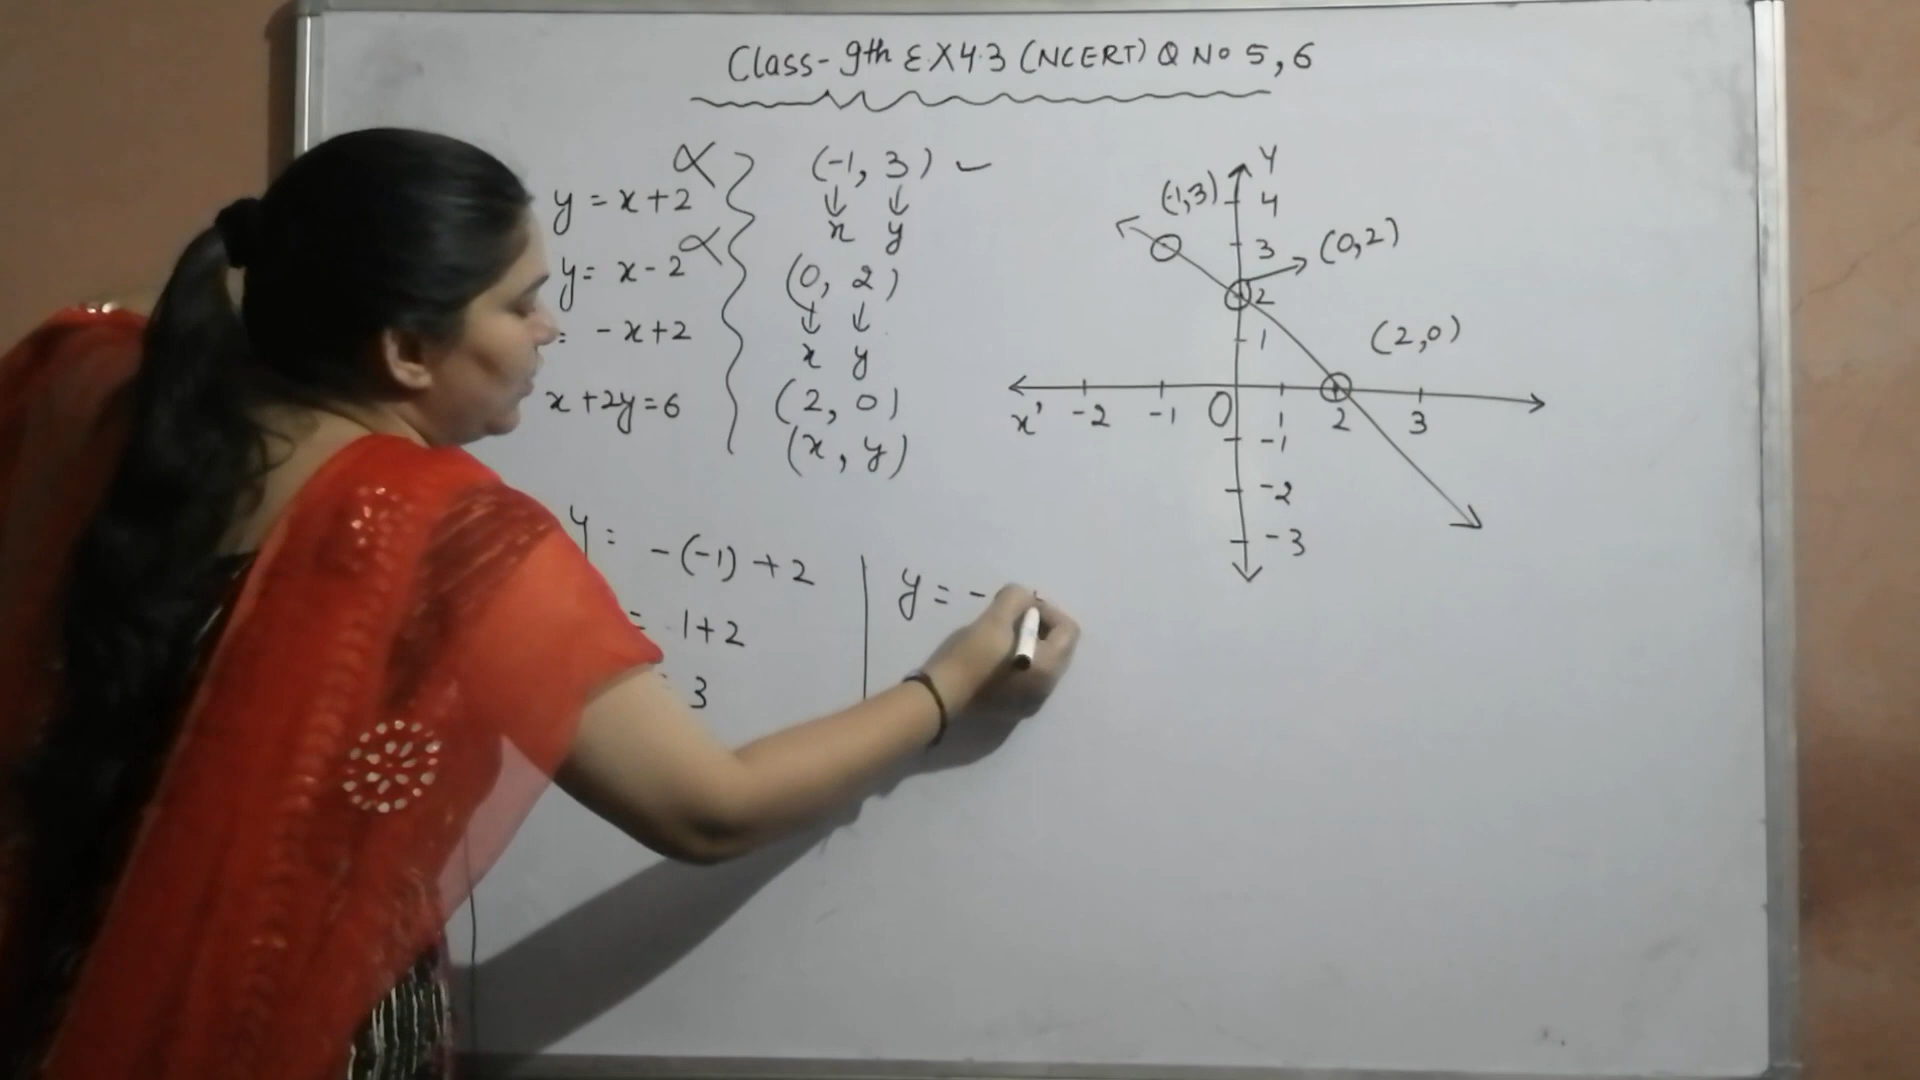 Class- 9th EX4.3 (NCERT) Q No 5,6
y = x+2
y= x-2
= -x+2
x+2y=6
(-1, 3)
x y
(0, 2)
x y
(2, 0)
(x, y)
Y
(-1,3)
4
3
(0,2)
2
1
(2,0)
x' -2 -1 O 1 2 3
-1
-2
-3
y = -(-1)+2
= 1+2
= 3
y = -